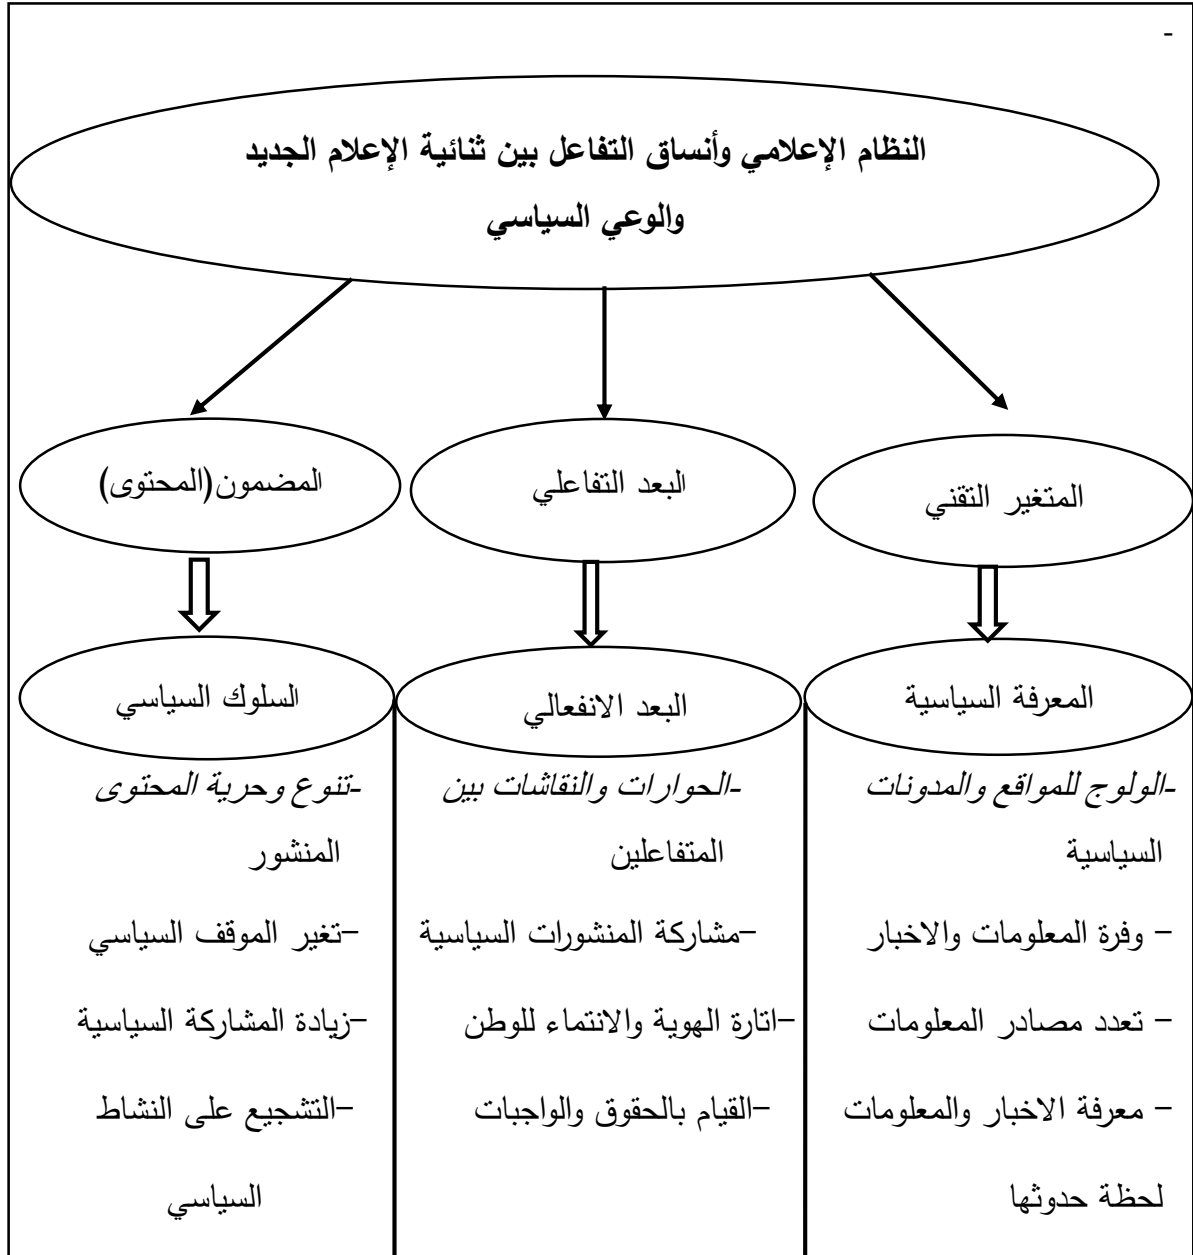 -
النظام الإعلامي وأنساق التفاعل بين ثنائية الإعلام الجديد
والوعي السياسي
المتغير التقني
البعد التفاعلي
المضمون(المحتوى)
المعرفة السياسية
البعد الانفعالي
السلوك السياسي
-الولوج للمواقع والمدونات
السياسية
- وفرة المعلومات والاخبار
- تعدد مصادر المعلومات
- معرفة الاخبار والمعلومات
لحظة حدوثها
-الحوارات والنقاشات بين
المتفاعلين
-مشاركة المنشورات السياسية
-اتارة الهوية والانتماء للوطن
-القيام بالحقوق والواجبات
-تنوع وحرية المحتوى
المنشور
-تغير الموقف السياسي
-زيادة المشاركة السياسية
-التشجيع على النشاط
السياسي